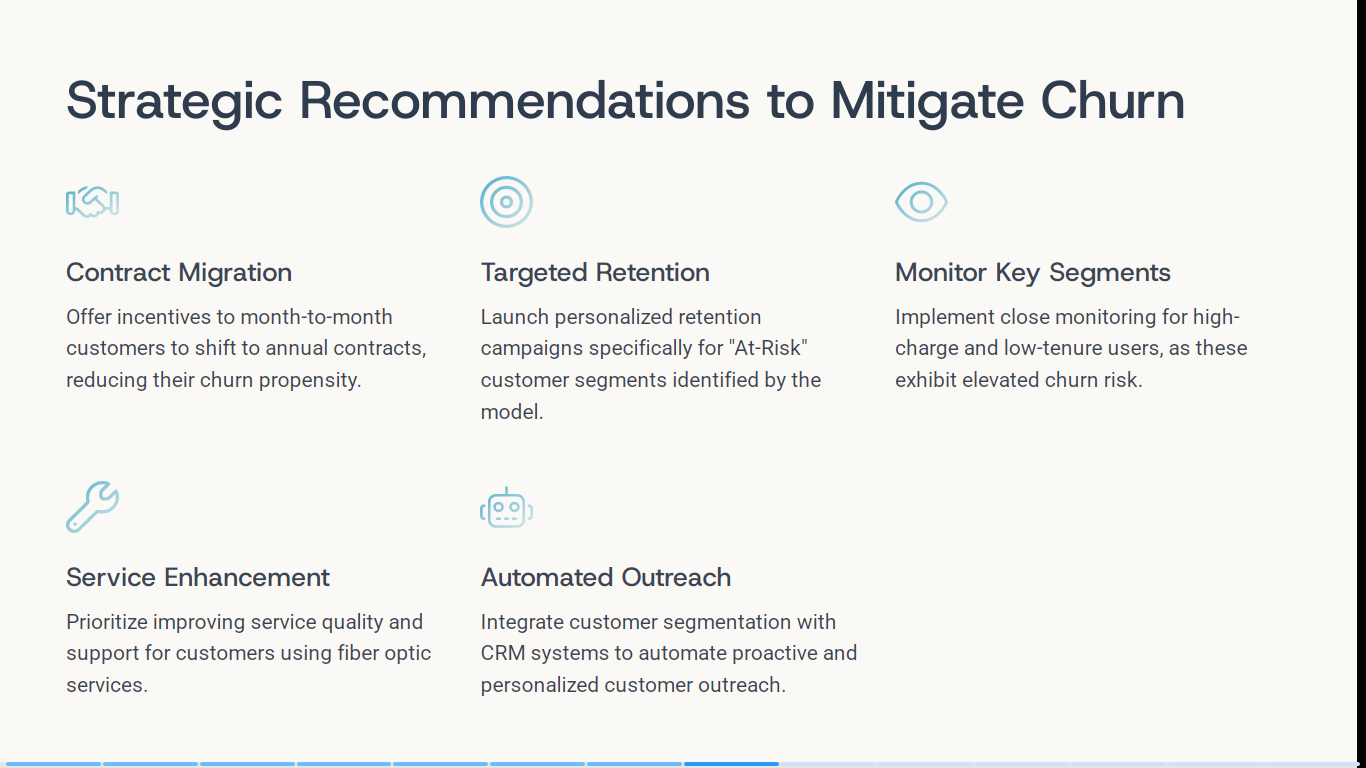 Strategic Recommendations to Mitigate Churn
Contract Migration
Offer incentives to month-to-month
customers to shift to annual contracts,
reducing their churn propensity.
Targeted Retention
Launch personalized retention
campaigns specifically for "At-Risk"
customer segments identified by the
model.
Monitor Key Segments
Implement close monitoring for high-
charge and low-tenure users, as these
exhibit elevated churn risk.
Service Enhancement
Prioritize improving service quality and
support for customers using fiber optic
services.
Automated Outreach
Integrate customer segmentation with
CRM systems to automate proactive and
personalized customer outreach.